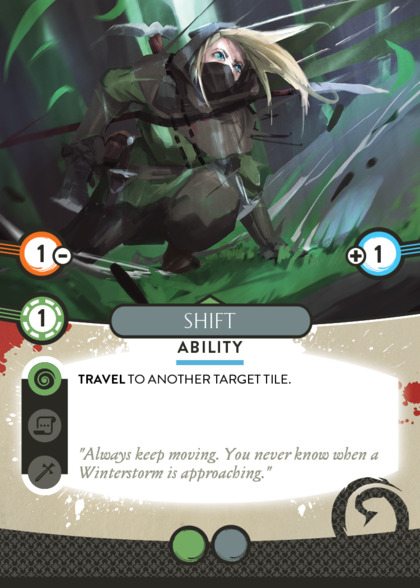 1 -
+ 1
1
SHIFT
ABILITY
TRAVEL TO ANOTHER TARGET TILE.
"Always keep moving. You never know when a
Winterstorm is approaching."